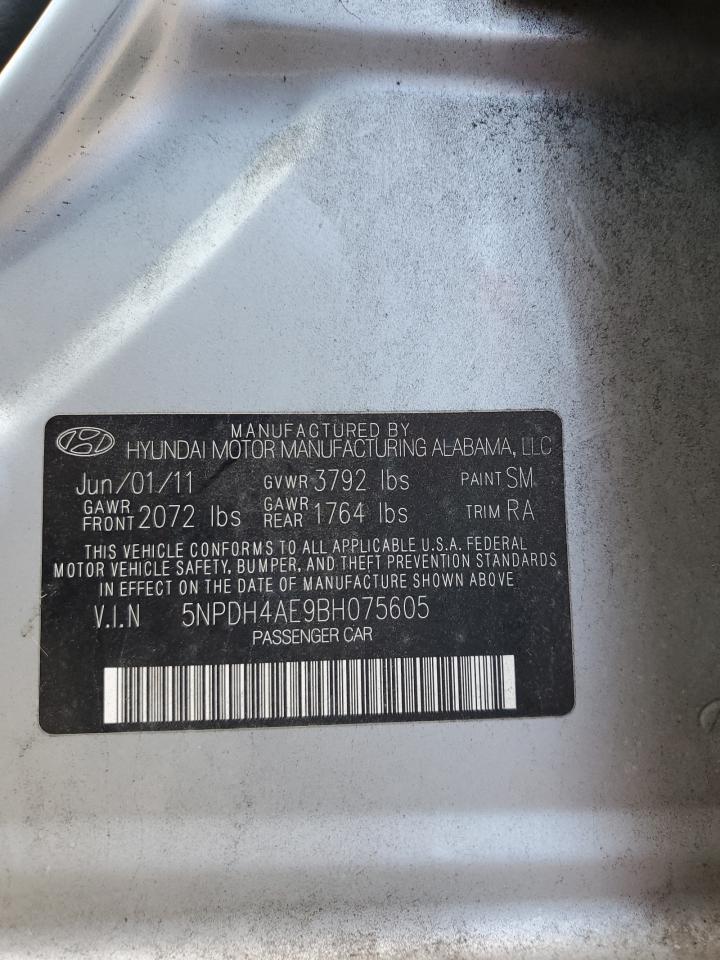 MANUFACTURED BY
HYUNDAI MOTOR MANUFACTURING ALABAMA, LLC
Jun/01/11 GVWR 3792 lbs PAINT SM
GAWR FRONT 2072 lbs GAWR REAR 1764 lbs TRIM RA
THIS VEHICLE CONFORMS TO ALL APPLICABLE U.S.A. FEDERAL
MOTOR VEHICLE SAFETY, BUMPER, AND THEFT PREVENTION STANDARDS
IN EFFECT ON THE DATE OF MANUFACTURE SHOWN ABOVE
V.I.N 5NPDH4AE9BH075605
PASSENGER CAR